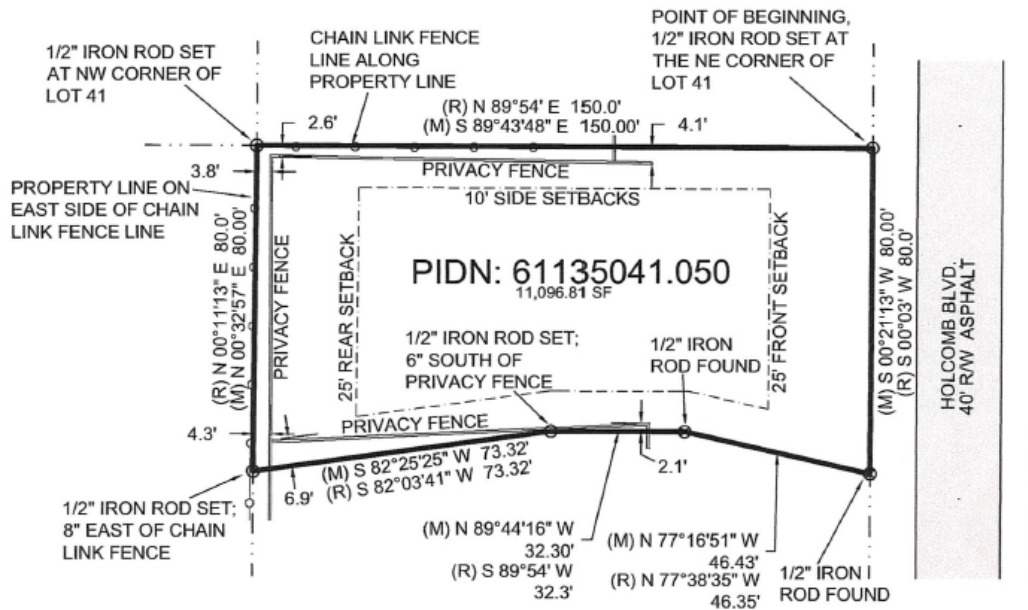 1/2" IRON ROD SET
AT NW CORNER OF
LOT 41
CHAIN LINK FENCE
LINE ALONG
PROPERTY LINE
POINT OF BEGINNING,
1/2" IRON ROD SET AT
THE NE CORNER OF
LOT 41
(R) N 89°54' E 150.0'
(M) S 89°43'48" E 150.00'
2.6'
4.1'
3.8'
PRIVACY FENCE
10' SIDE SETBACKS
PROPERTY LINE ON
EAST SIDE OF CHAIN
LINK FENCE LINE
(R) N 00°11'13" E 80.0'
(M) N 00°32'57" E 80.00'
PRIVACY FENCE
25' REAR SETBACK
PIDN: 61135041.050
11,096.81 SF
1/2" IRON ROD SET;
6" SOUTH OF
PRIVACY FENCE
1/2" IRON
ROD FOUND
25' FRONT SETBACK
(M) S 00°21'13" W 80.00'
(R) S 00°03' W 80.0'
HOLCOMB BLVD.
40' R/W ASPHALT
4.3'
PRIVACY FENCE
(M) S 82°25'25" W 73.32'
(R) S 82°03'41" W 73.32'
6.9'
2.1'
1/2" IRON ROD SET;
8" EAST OF CHAIN
LINK FENCE
(M) N 89°44'16" W
32.30'
(R) S 89°54' W
32.3'
(M) N 77°16'51" W
46.43'
(R) N 77°38'35" W
46.35'
1/2" IRON
ROD FOUND